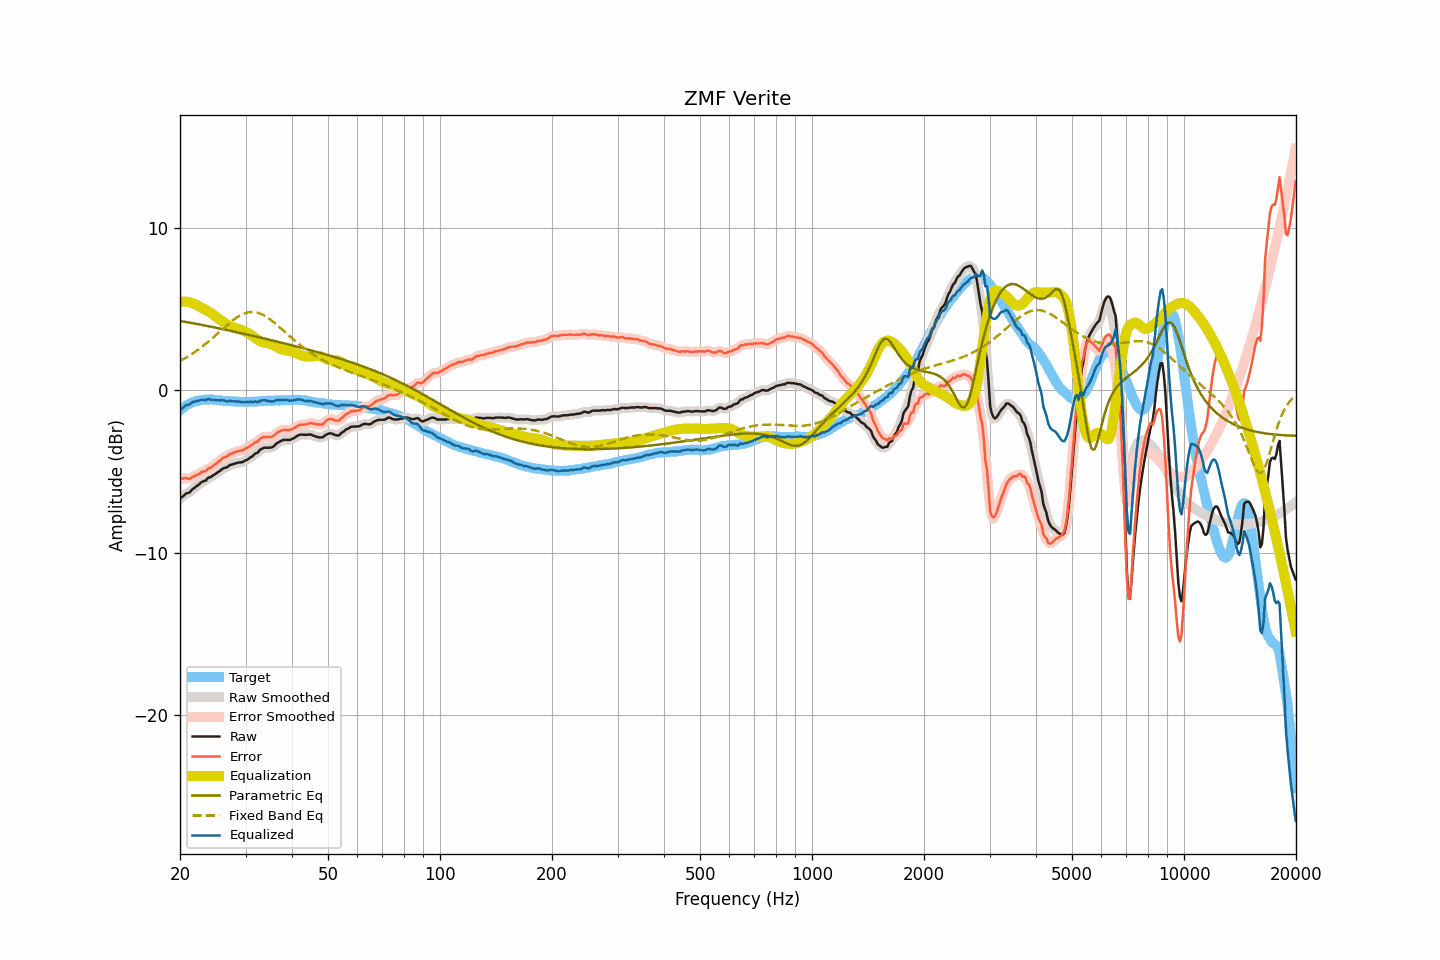 ZMF Verite
Amplitude (dBr)
10
0
−10
−20
Target
Raw Smoothed
Error Smoothed
Raw
Error
Equalization
Parametric Eq
Fixed Band Eq
Equalized
20 50 100 200 500 1000 2000 5000 10000 20000
Frequency (Hz)